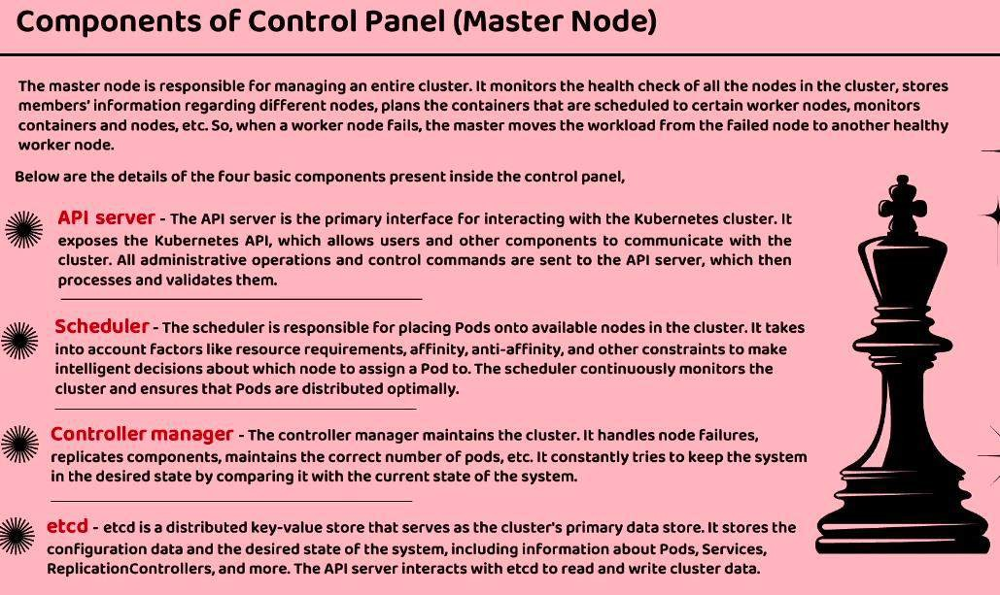 Components of Control Panel (Master Node)
The master node is responsible for managing an entire cluster. It monitors the health check of all the nodes in the cluster, stores
members' information regarding different nodes, plans the containers that are scheduled to certain worker nodes, monitors
containers and nodes, etc. So, when a worker node fails, the master moves the workload from the failed node to another healthy
worker node.
Below are the details of the four basic components present inside the control panel,
API server - The API server is the primary interface for interacting with the Kubernetes cluster. It
exposes the Kubernetes API, which allows users and other components to communicate with the
cluster. All administrative operations and control commands are sent to the API server, which then
processes and validates them.
Scheduler - The scheduler is responsible for placing Pods onto available nodes in the cluster. It takes
into account factors like resource requirements, affinity, anti-affinity, and other constraints to make
intelligent decisions about which node to assign a Pod to. The scheduler continuously monitors the
cluster and ensures that Pods are distributed optimally.
Controller manager - The controller manager maintains the cluster. It handles node failures,
replicates components, maintains the correct number of pods, etc. It constantly tries to keep the system
in the desired state by comparing it with the current state of the system.
etcd - etcd is a distributed key-value store that serves as the cluster's primary data store. It stores the
configuration data and the desired state of the system, including information about Pods, Services,
ReplicationControllers, and more. The API server interacts with etcd to read and write cluster data.